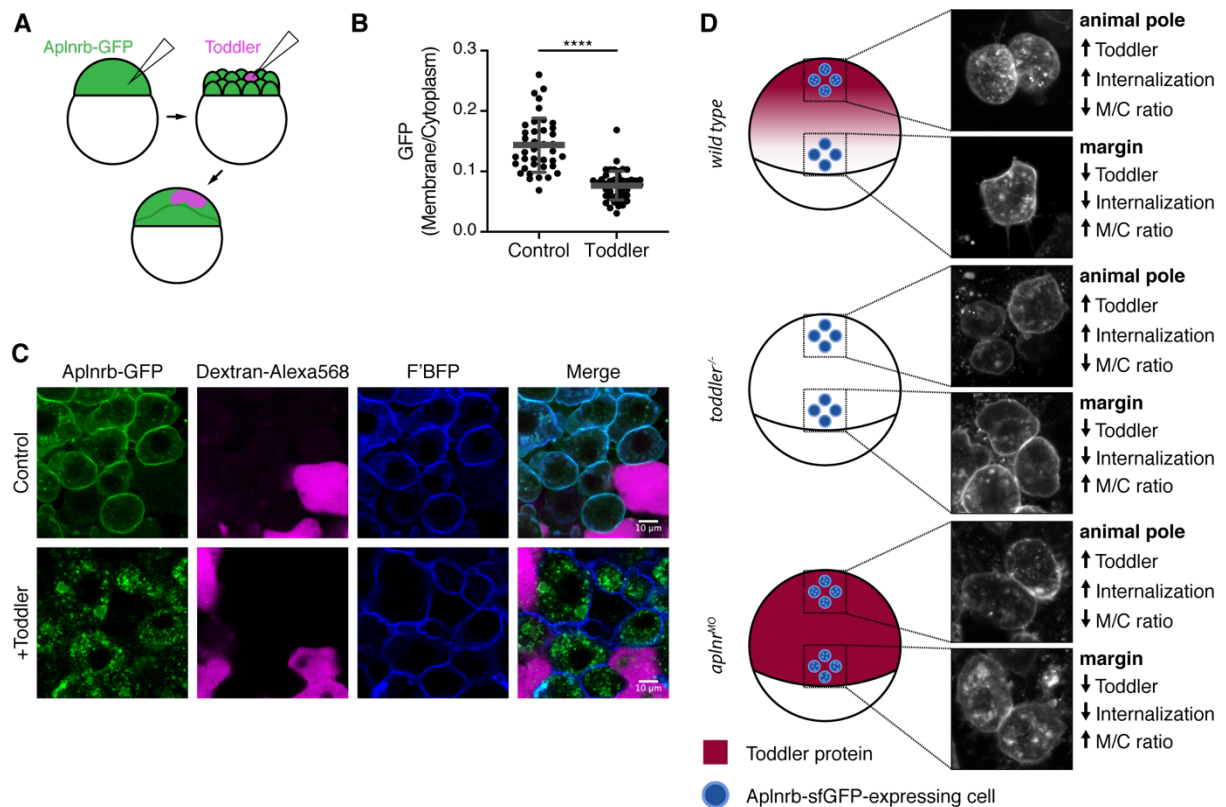 A
Aplnrb-GFP
Toddler
B
****
0.3
0.2
0.1
0.0
GFP
(Membrane/Cytoplasm)
Control
Toddler
C
Aplnrb-GFP
Dextran-Alexa568
F'BFP
Merge
Control
10 µm
+Toddler
10 µm
D
wild type
animal pole
↑ Toddler
↑ Internalization
↓ M/C ratio
margin
↓ Toddler
↓ Internalization
↑ M/C ratio
toddler-/-
animal pole
↑ Toddler
↑ Internalization
↓ M/C ratio
margin
↓ Toddler
↓ Internalization
↑ M/C ratio
aplnrMO
animal pole
↑ Toddler
↑ Internalization
↓ M/C ratio
margin
↓ Toddler
↓ Internalization
↑ M/C ratio
Toddler protein
Aplnrb-sfGFP-expressing cell